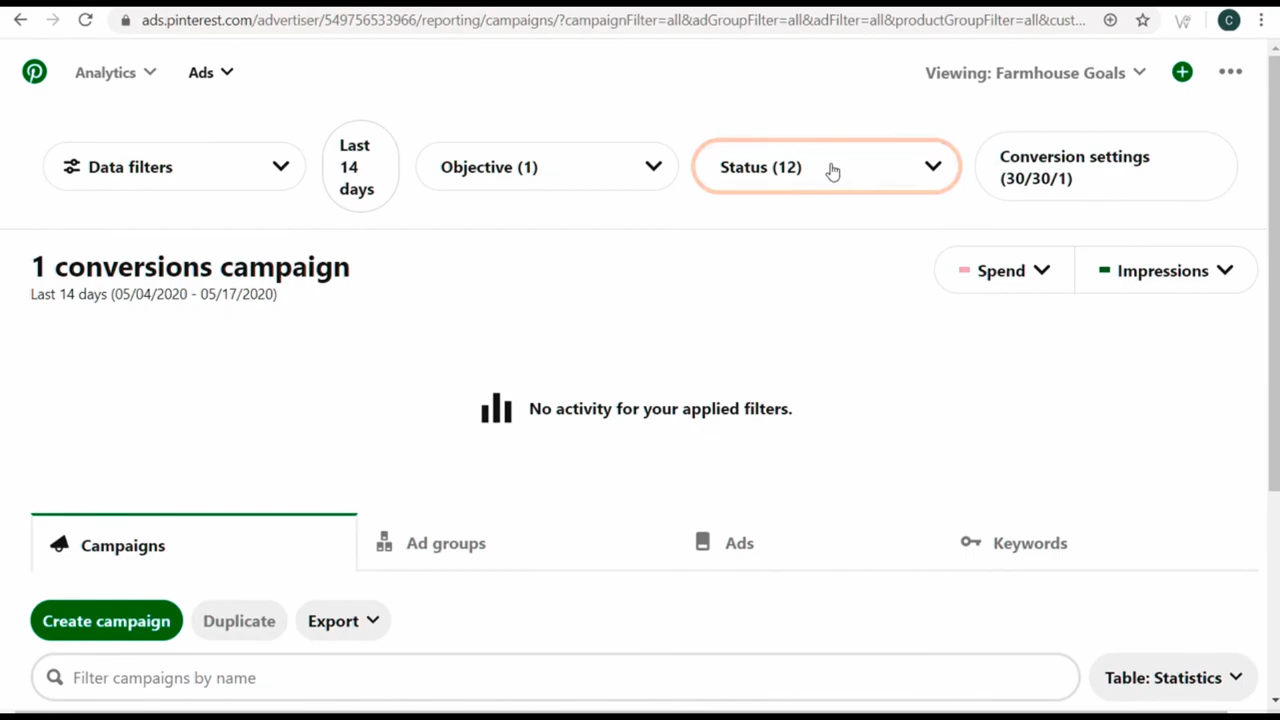 ads.pinterest.com/advertiser/549756533966/reporting/campaigns/?campaignFilter=all&adGroupFilter=all&adFilter=all&productGroupFilter=all&cust...
C
Analytics
Ads
Viewing: Farmhouse Goals
Data filters
Last
14
days
Objective (1)
Status (12)
Conversion settings
(30/30/1)
1 conversions campaign
Last 14 days (05/04/2020 - 05/17/2020)
Spend
Impressions
No activity for your applied filters.
Campaigns
Ad groups
Ads
Keywords
Create campaign
Duplicate
Export
Filter campaigns by name
Table: Statistics